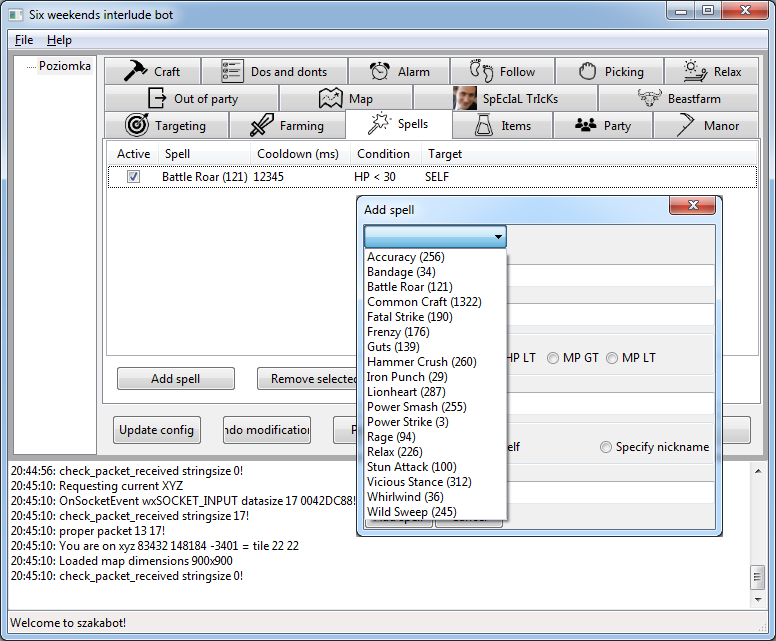 Six weekends interlude bot
File Help
Poziomka
Craft Dos and donts Alarm Follow Picking Relax
Out of party Map SpEcIaL TrIcKs Beastfarm
Targeting Farming Spells Items Party Manor
Active Spell Cooldown (ms) Condition Target
Battle Roar (121) 12345 HP < 30 SELF
Add spell
Accuracy (256)
Bandage (34)
Battle Roar (121)
Common Craft (1322)
Fatal Strike (190)
Frenzy (176)
Guts (139)
HP LT MP GT MP LT
Hammer Crush (260)
Iron Punch (29)
Lionheart (287)
Power Smash (255)
Power Strike (3)
Rage (94)
elf Specify nickname
Relax (226)
Stun Attack (100)
Vicious Stance (312)
Whirlwind (36)
Wild Sweep (245)
Add spell Remove selected
Update config ndo modification P
20:44:56: check_packet_received stringsize 0!
20:45:10: Requesting current XYZ
20:45:10: OnSocketEvent wxSOCKET_INPUT datasize 17 0042DC88!
20:45:10: check_packet_received stringsize 17!
20:45:10: proper packet 13 17!
20:45:10: You are on xyz 83432 148184 -3401 = tile 22 22
20:45:10: Loaded map dimensions 900x900
20:45:10: check_packet_received stringsize 0!
Welcome to szakabot!